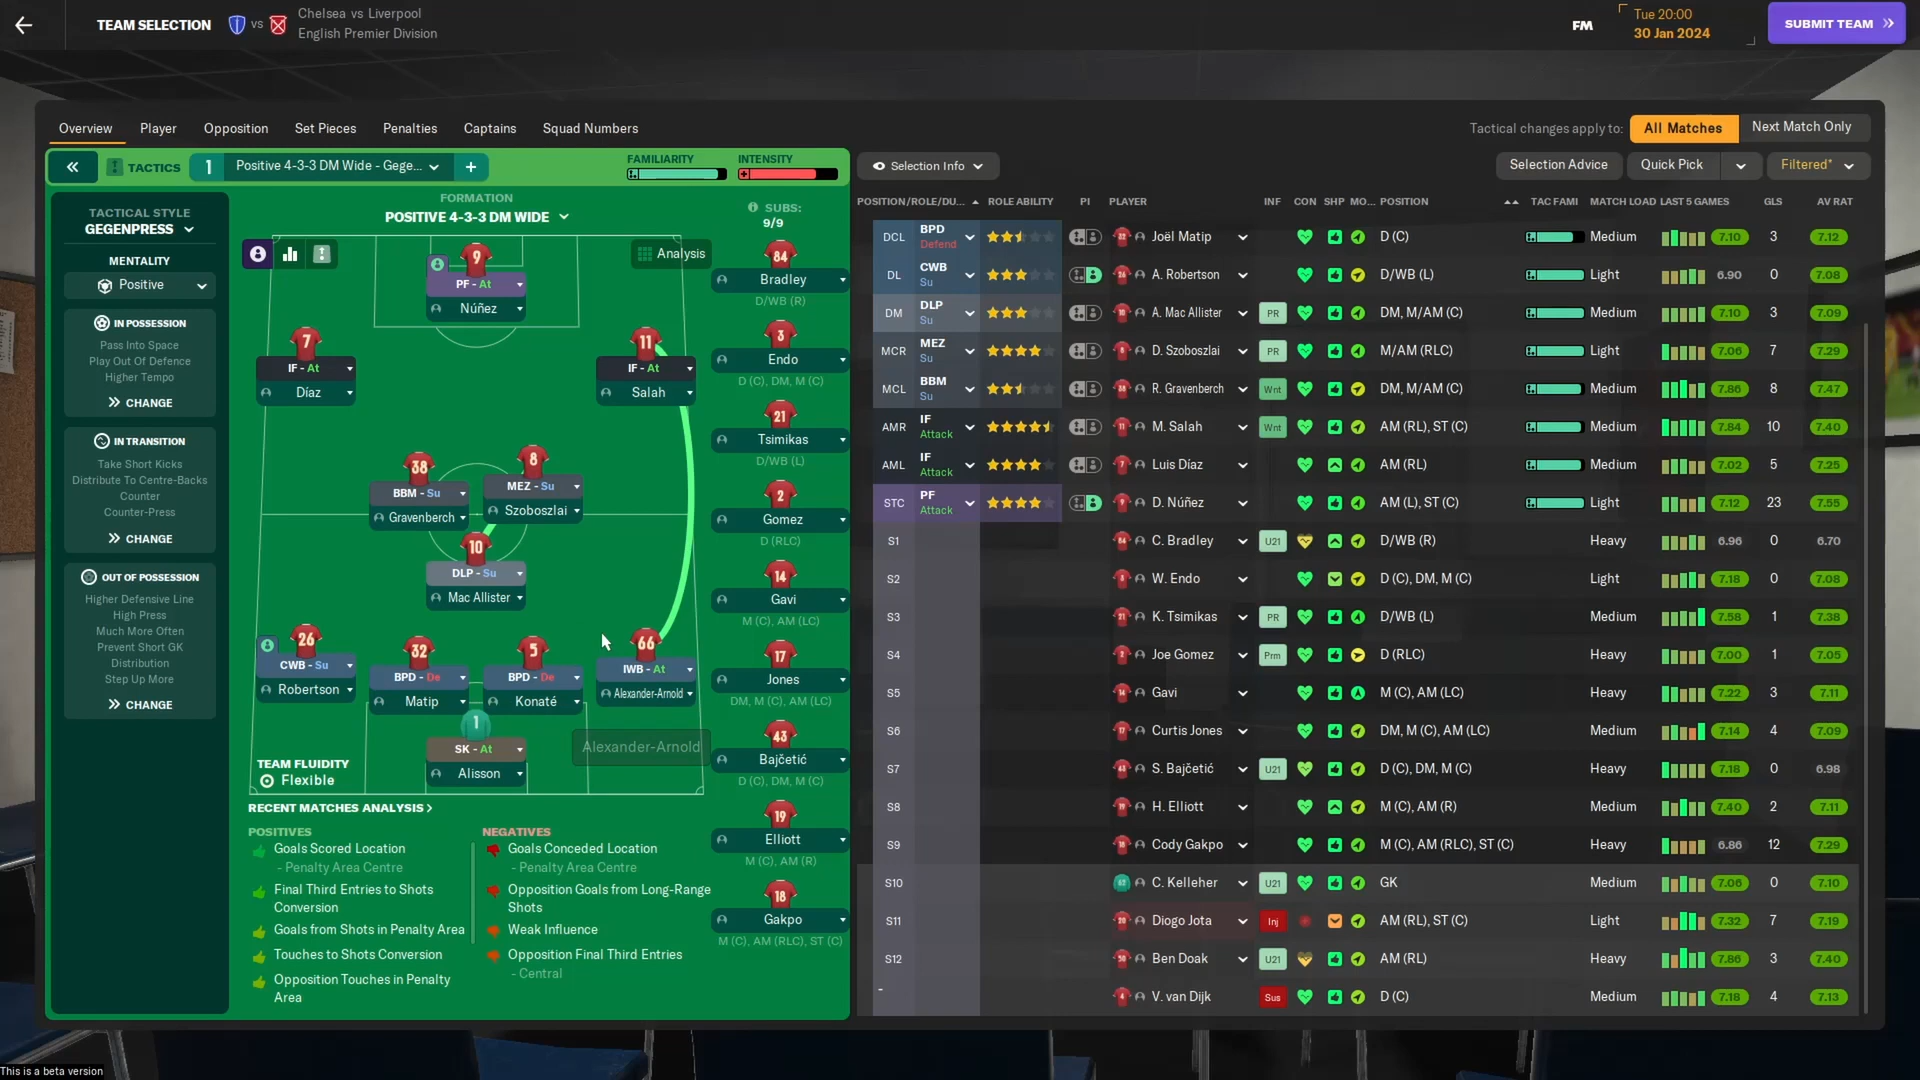 TEAM SELECTION
vs
Chelsea vs Liverpool
English Premier Division
FM
Tue 20:00
30 Jan 2024
SUBMIT TEAM
Overview
Player
Opposition
Set Pieces
Penalties
Captains
Squad Numbers
Tactical changes apply to:
All Matches
Next Match Only
TACTICS
1
Positive 4-3-3 DM Wide - Gege...
FAMILIARITY
INTENSITY
Selection Info
Selection Advice
Quick Pick
Filtered*
TACTICAL STYLE
GEGENPRESS
MENTALITY
Positive
IN POSSESSION
Pass Into Space
Play Out Of Defence
Higher Tempo
CHANGE
IN TRANSITION
Take Short Kicks
Distribute To Centre-Backs
Counter
Counter-Press
CHANGE
OUT OF POSSESSION
Higher Defensive Line
High Press
Much More Often
Prevent Short GK
Distribution
Step Up More
CHANGE
FORMATION
POSITIVE 4-3-3 DM WIDE
Analysis
9
PF - At
Núñez
7
IF - At
Díaz
11
IF - At
Salah
38
BBM - Su
Gravenberch
8
MEZ - Su
Szoboszlai
10
DLP - Su
Mac Allister
26
CWB - Su
Robertson
32
BPD - De
Matip
5
BPD - De
Konaté
66
IWB - At
Alexander-Arnold
1
SK - At
Alisson
Alexander-Arnold
TEAM FLUIDITY
Flexible
RECENT MATCHES ANALYSIS >
POSITIVES
Goals Scored Location
- Penalty Area Centre
Final Third Entries to Shots
Conversion
Goals from Shots in Penalty Area
Touches to Shots Conversion
Opposition Touches in Penalty
Area
NEGATIVES
Goals Conceded Location
- Penalty Area Centre
Opposition Goals from Long-Range
Shots
Weak Influence
Opposition Final Third Entries
- Central
SUBS:
9/9
84
Bradley
D/WB (R)
3
Endo
D (C), DM, M (C)
21
Tsimikas
D/WB (L)
2
Gomez
D (RLC)
14
Gavi
M (C), AM (LC)
17
Jones
DM, M (C), AM (LC)
43
Bajčetić
D (C), DM, M (C)
19
Elliott
M (C), AM (R)
18
Gakpo
M (C), AM (RLC), ST (C)
POSITION/ROLE/DU... ROLE ABILITY PI PLAYER INF CON SHP MO... POSITION TAC FAMI MATCH LOAD LAST 5 GAMES GLS AV RAT
DCL BPD Defend Joël Matip D (C) Medium 7.10 3 7.12
DL CWB Su A. Robertson D/WB (L) Light 6.90 0 7.08
DM DLP Su A. Mac Allister PR DM, M/AM (C) Medium 7.10 3 7.09
MCR MEZ Su D. Szoboszlai PR M/AM (RLC) Light 7.06 7 7.29
MCL BBM Su R. Gravenberch Wnt DM, M/AM (C) Medium 7.86 8 7.47
AMR IF Attack M. Salah Wnt AM (RL), ST (C) Medium 7.84 10 7.40
AML IF Attack Luis Díaz AM (RL) Medium 7.02 5 7.25
STC PF Attack D. Núñez AM (L), ST (C) Light 7.12 23 7.55
S1 C. Bradley U21 D/WB (R) Heavy 6.96 0 6.70
S2 W. Endo D (C), DM, M (C) Light 7.18 0 7.08
S3 K. Tsimikas PR D/WB (L) Medium 7.58 1 7.38
S4 Joe Gomez Prm D (RLC) Heavy 7.00 1 7.05
S5 Gavi M (C), AM (LC) Heavy 7.22 3 7.11
S6 Curtis Jones DM, M (C), AM (LC) Medium 7.14 4 7.09
S7 S. Bajčetić U21 D (C), DM, M (C) Heavy 7.18 0 6.98
S8 H. Elliott M (C), AM (R) Medium 7.40 2 7.11
S9 Cody Gakpo M (C), AM (RLC), ST (C) Heavy 6.86 12 7.29
S10 C. Kelleher U21 GK Medium 7.06 0 7.10
S11 Diogo Jota Inj AM (RL), ST (C) Light 7.32 7 7.19
S12 Ben Doak U21 AM (RL) Heavy 7.86 3 7.40
- V. van Dijk Sus D (C) Medium 7.18 4 7.13
This is a beta version